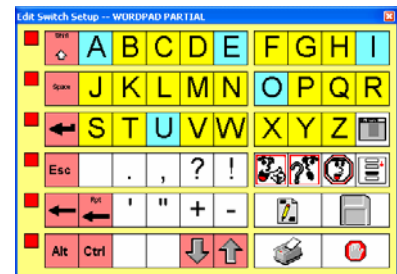 Edit Switch Setup -- WORDPAD PARTIAL
Shift A B C D E F G H I
Space J K L M N O P Q R
S T U V W X Y Z
Esc . , ? !
Rpt ' " + -
Alt Ctrl